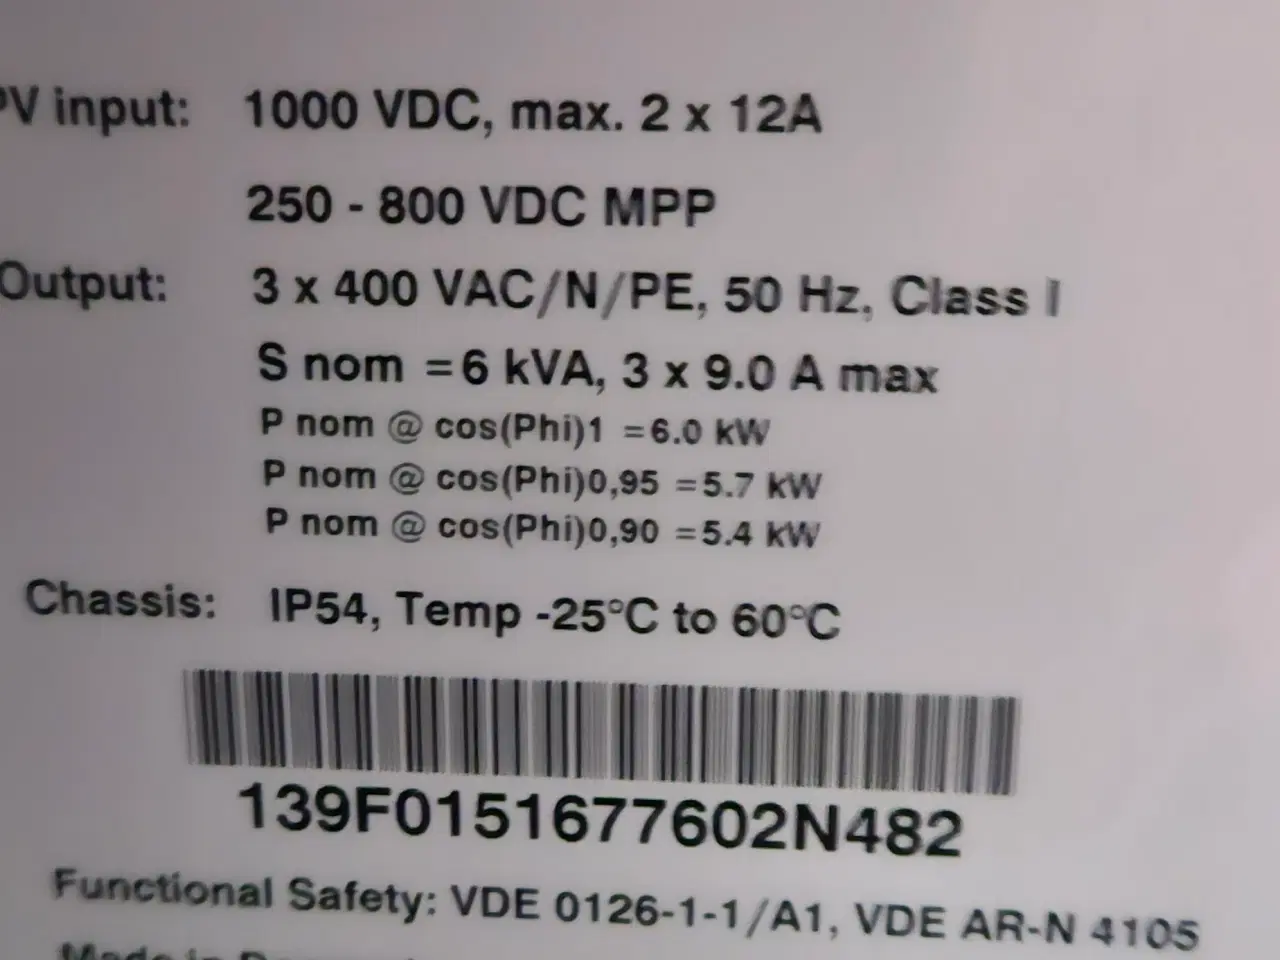 PV input: 1000 VDC, max. 2 x 12A
250 - 800 VDC MPP
Output: 3 x 400 VAC/N/PE, 50 Hz, Class I
S nom =6 kVA, 3 x 9.0 A max
P nom @ cos(Phi)1 =6.0 kW
P nom @ cos(Phi)0,95 =5.7 kW
P nom @ cos(Phi)0,90 =5.4 kW
Chassis: IP54, Temp -25°C to 60°C
139F0151677602N482
Functional Safety: VDE 0126-1-1/A1, VDE AR-N 4105
Made in